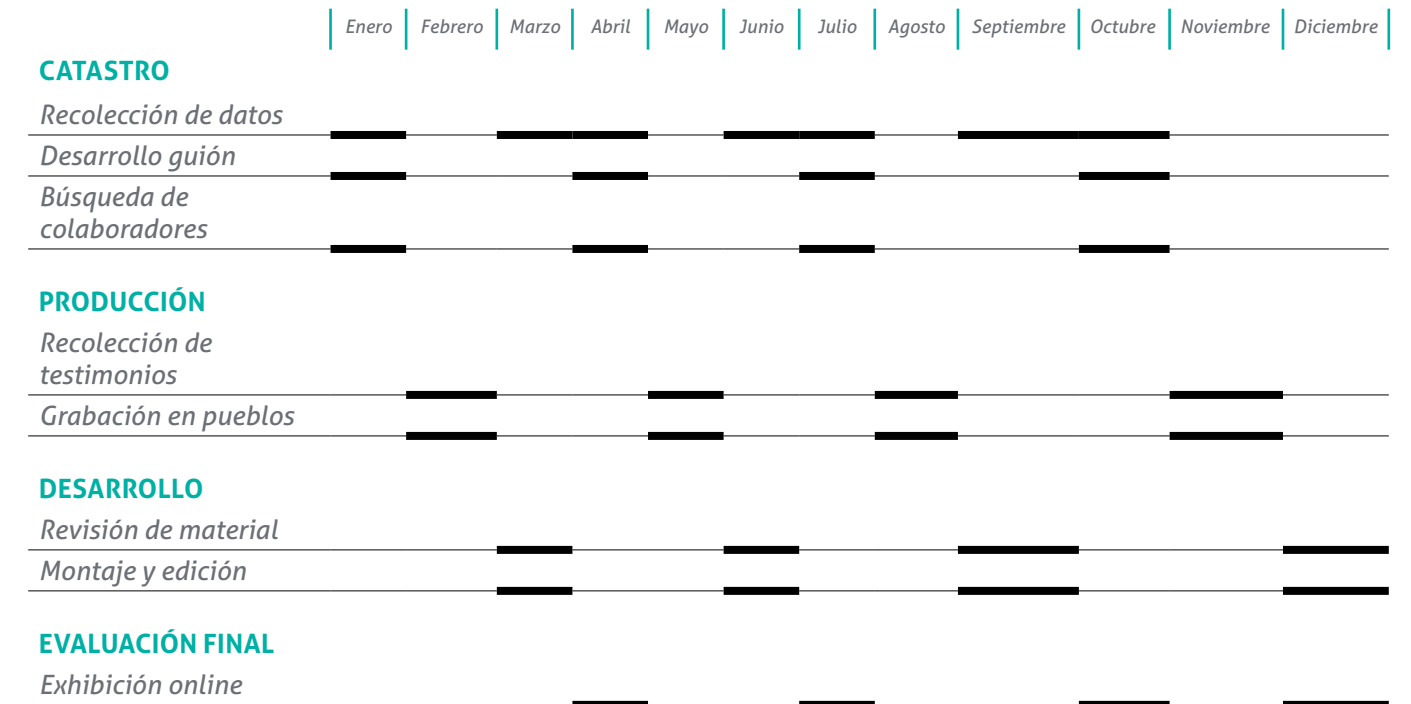 Enero Febrero Marzo Abril Mayo Junio Julio Agosto Septiembre Octubre Noviembre Diciembre
CATASTRO
Recolección de datos
Desarrollo guión
Búsqueda de
colaboradores
PRODUCCIÓN
Recolección de
testimonios
Grabación en pueblos
DESARROLLO
Revisión de material
Montaje y edición
EVALUACIÓN FINAL
Exhibición online